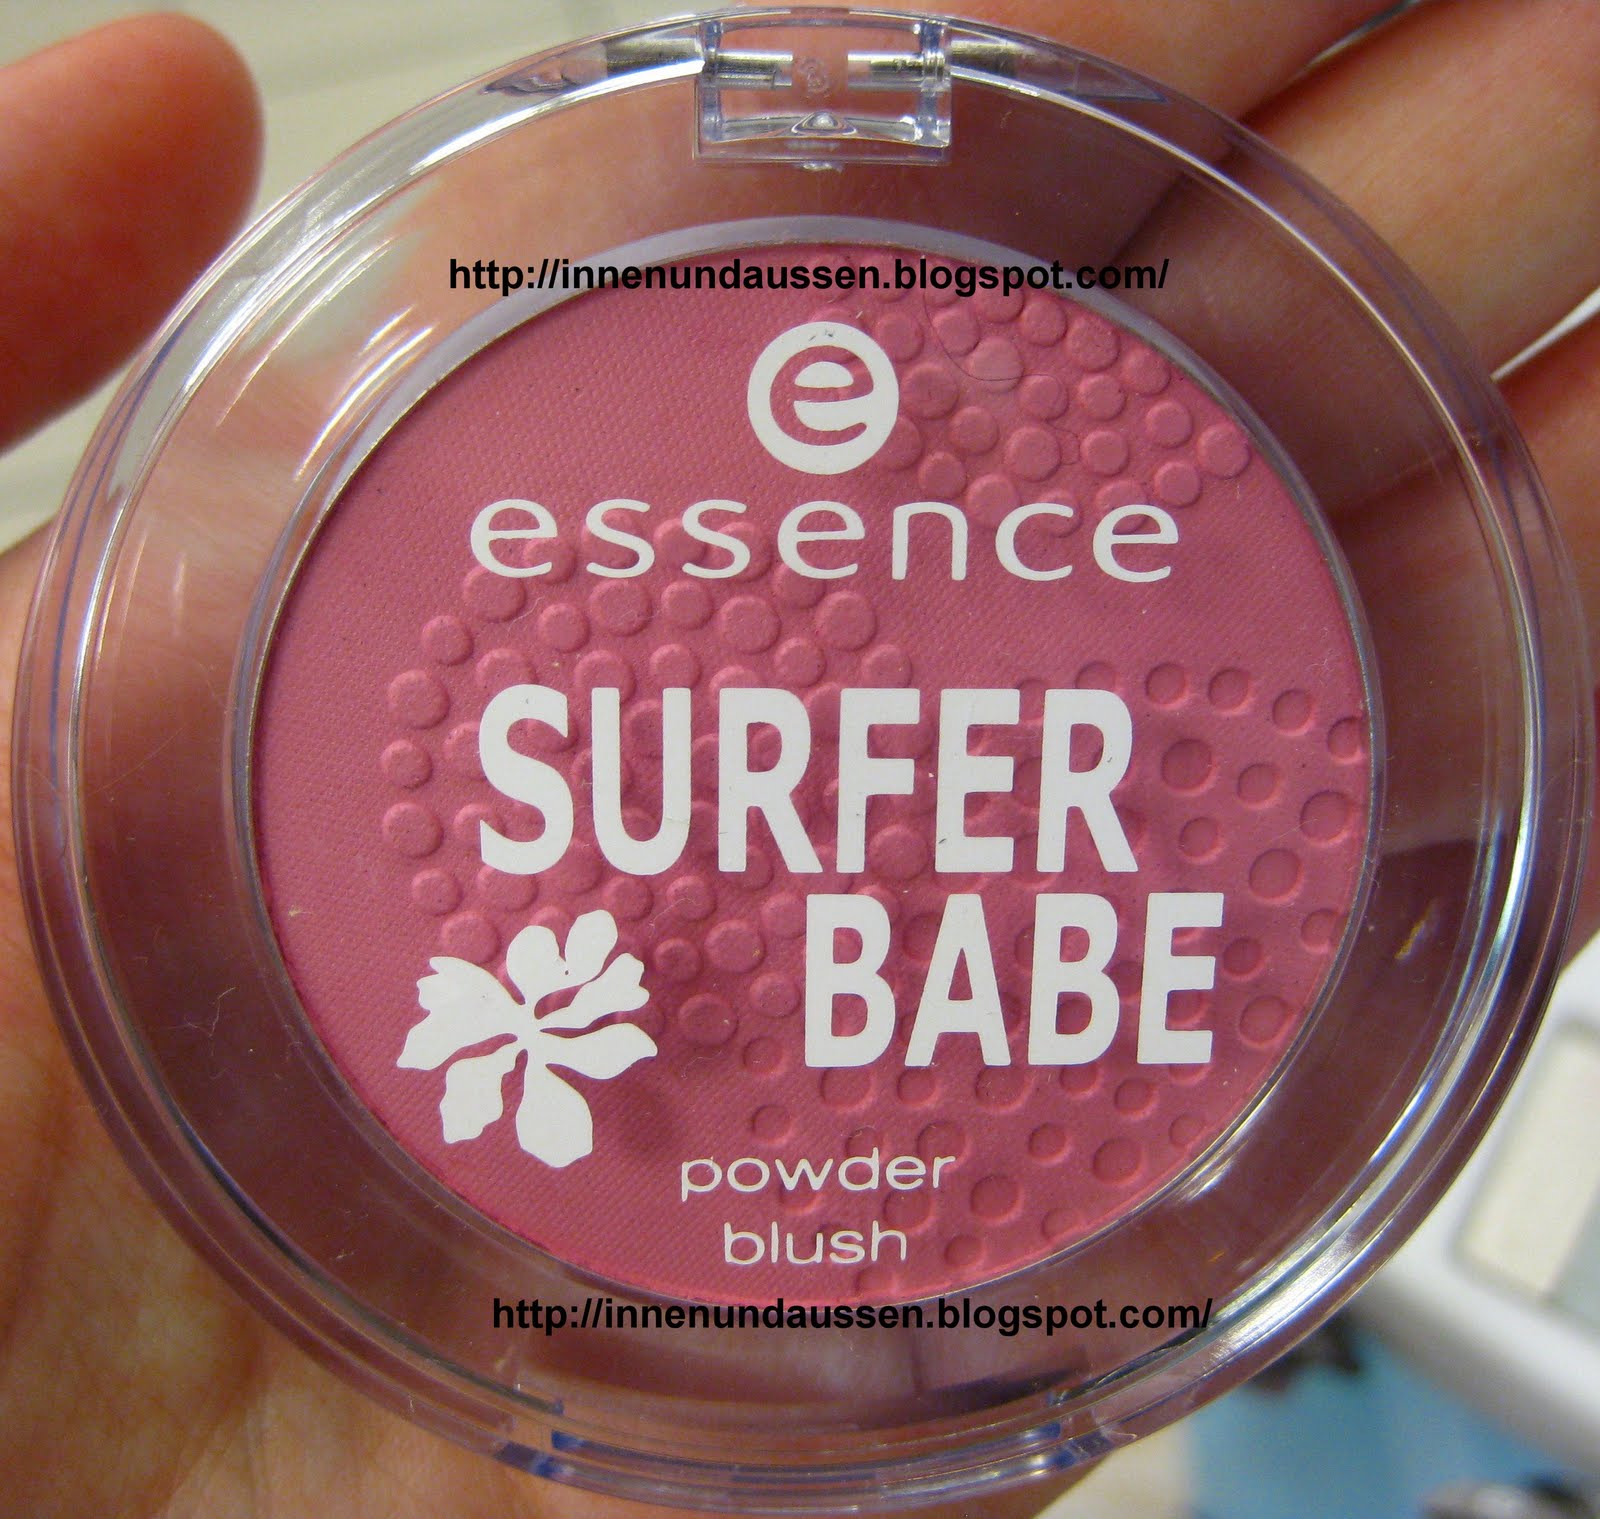 http://innenundaussen.blogspot.com/
e
essence
SURFER
BABE
powder
blush
http://innenundaussen.blogspot.com/